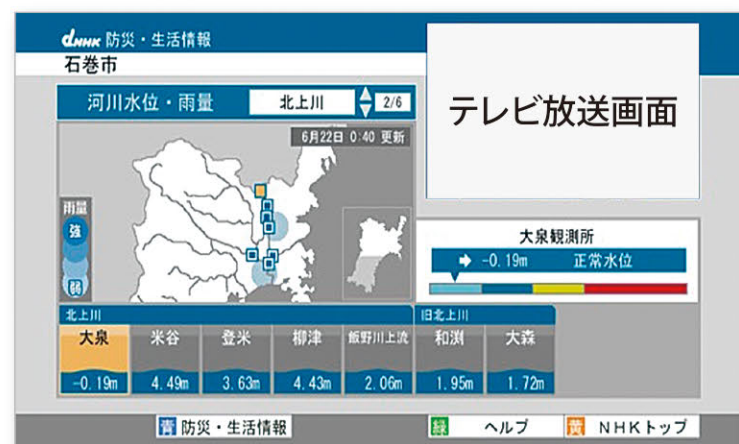 dNHK 防災・生活情報
石巻市
河川水位・雨量 北上川 2/6
テレビ放送画面
6月22日 0:40 更新
雨量
強
弱
大泉観測所
-0.19m 正常水位
北上川 旧北上川
大泉 米谷 登米 柳津 飯野川上流 和渕 大森
-0.19m 4.49m 3.63m 4.43m 2.06m 1.95m 1.72m
青 防災・生活情報 緑 ヘルプ 黄 NHKトップ